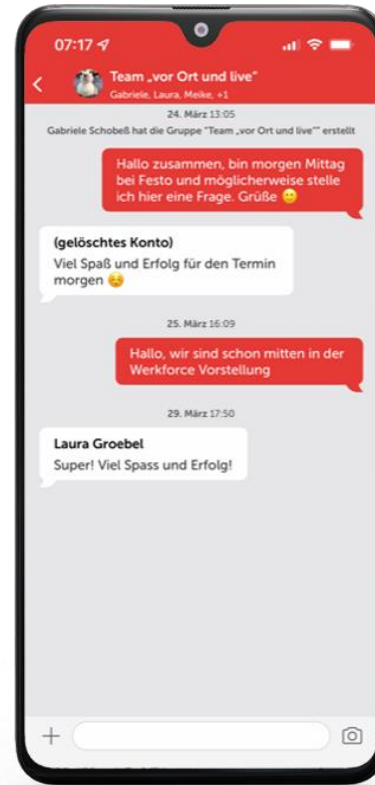 07:17
Team „vor Ort und live“
Gabriele, Laura, Meike, +1
24. März 13:05
Gabriele Schobeß hat die Gruppe "Team „vor Ort und live“" erstellt
Hallo zusammen, bin morgen Mittag
bei Festo und möglicherweise stelle
ich hier eine Frage. Grüße 😊
(gelöschtes Konto)
Viel Spaß und Erfolg für den Termin
morgen ☺️
25. März 16:09
Hallo, wir sind schon mitten in der
Werkforce Vorstellung
29. März 17:50
Laura Groebel
Super! Viel Spass und Erfolg!